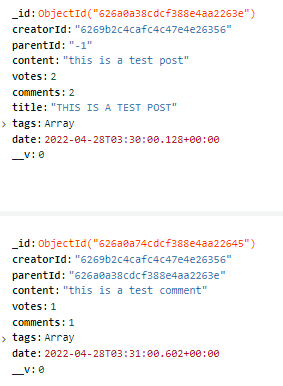 _id: ObjectId("626a0a38cdcf388e4aa2263e")
creatorId: "6269b2c4cafc4c47e4e26356"
parentId: "-1"
content: "this is a test post"
votes: 2
comments: 2
title: "THIS IS A TEST POST"
> tags: Array
date: 2022-04-28T03:30:00.128+00:00
__v: 0
_id: ObjectId("626a0a74cdcf388e4aa22645")
creatorId: "6269b2c4cafc4c47e4e26356"
parentId: "626a0a38cdcf388e4aa2263e"
content: "this is a test comment"
votes: 1
comments: 1
> tags: Array
date: 2022-04-28T03:31:00.602+00:00
__v: 0